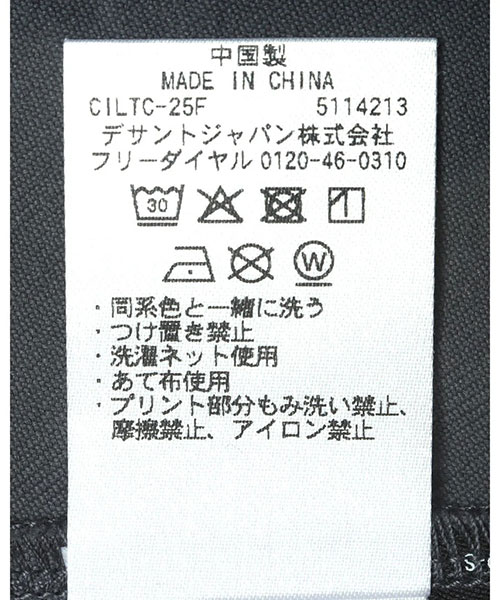 中国製
MADE IN CHINA
CILTC-25F 5114213
デサントジャパン株式会社
フリーダイヤル 0120-46-0310
30
W
・同系色と一緒に洗う
・つけ置き禁止
・洗濯ネット使用
・あて布使用
・プリント部分もみ洗い禁止、
摩擦禁止、アイロン禁止